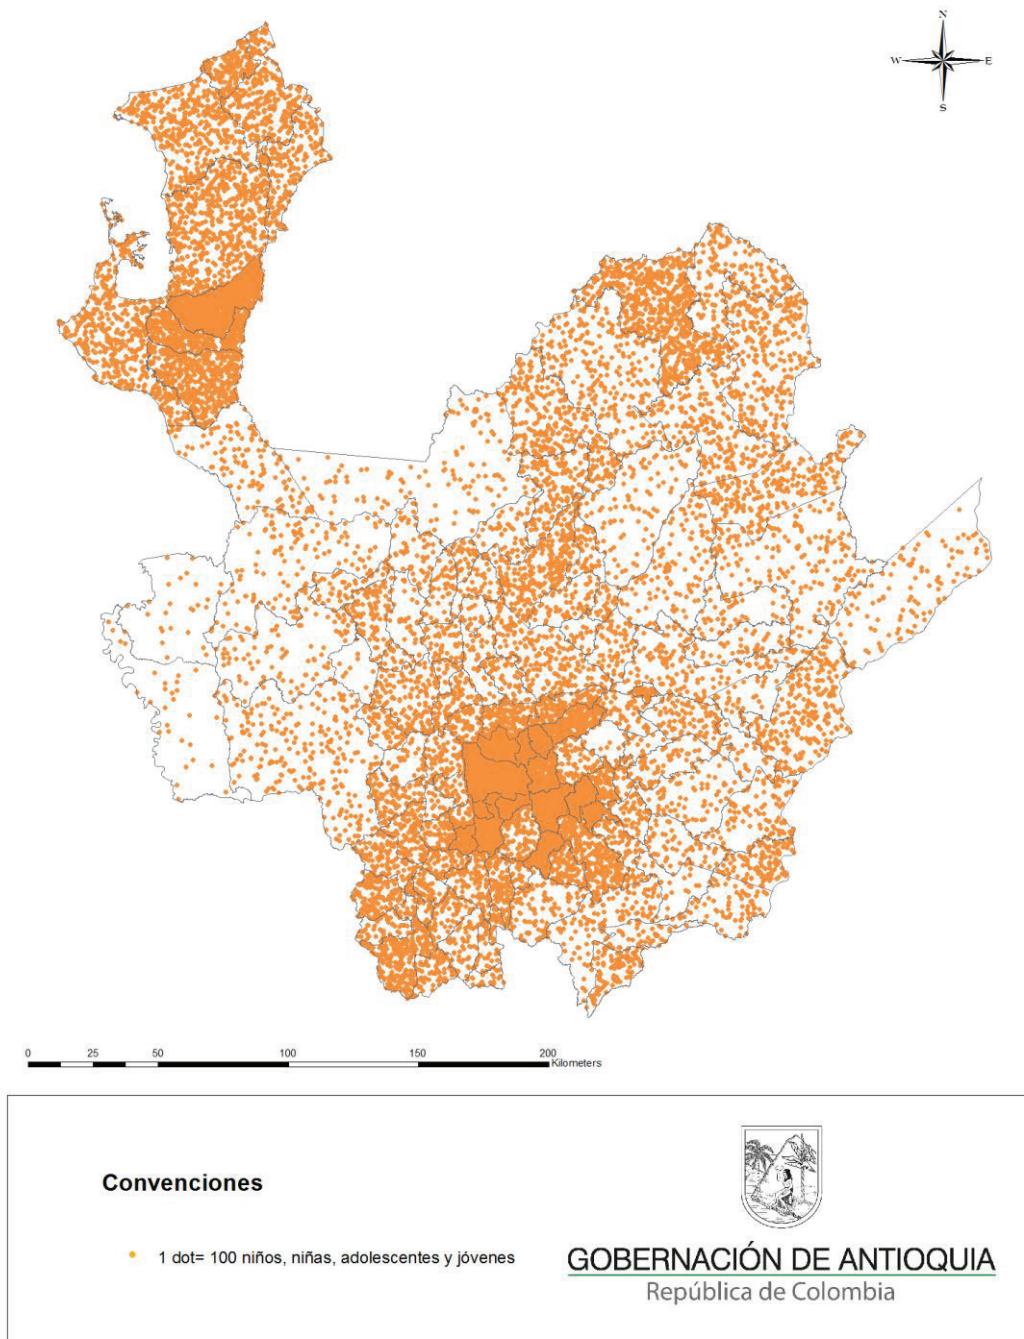 N
W E
S
0 25 50 100 150 200
Kilometers
Convenciones
1 dot= 100 niños, niñas, adolescentes y jóvenes
GOBERNACIÓN DE ANTIOQUIA
República de Colombia